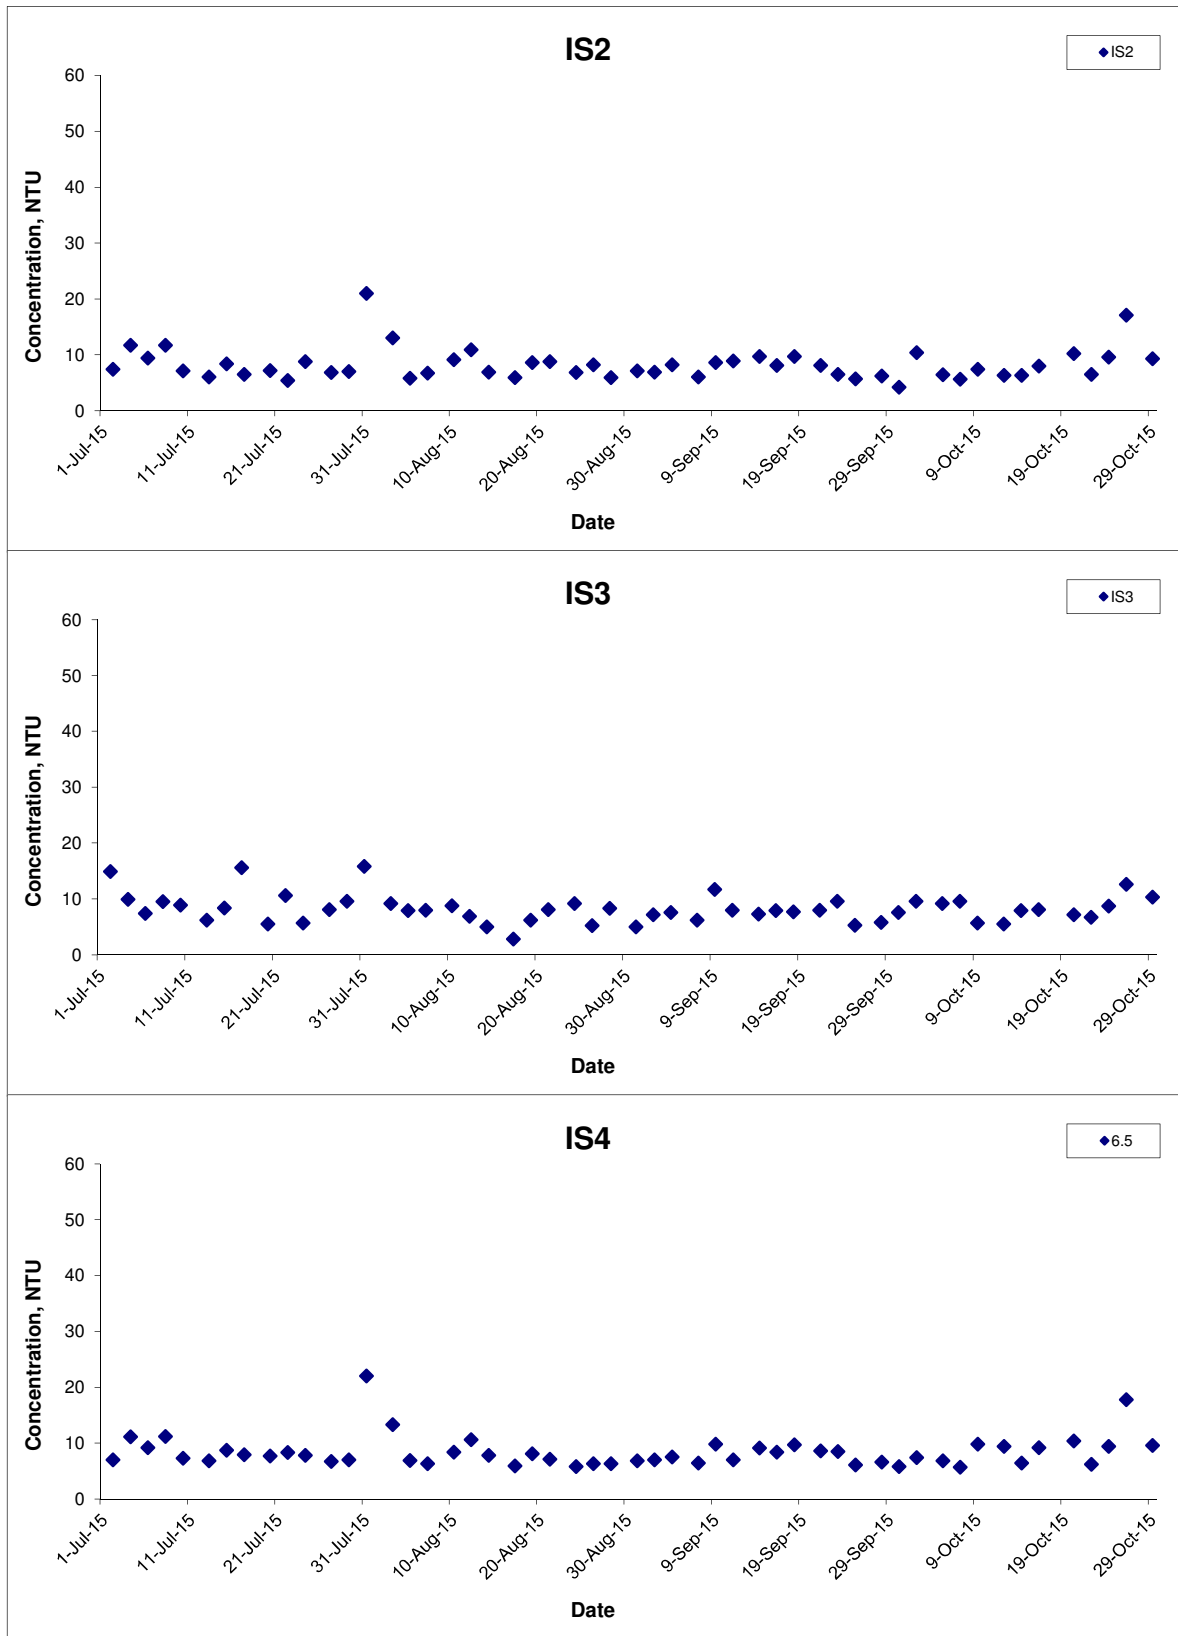 IS2
IS2
60
50
40
30
20
10
0
Concentration, NTU
1-Jul-15 11-Jul-15 21-Jul-15 31-Jul-15 10-Aug-15 20-Aug-15 30-Aug-15 9-Sep-15 19-Sep-15 29-Sep-15 9-Oct-15 19-Oct-15 29-Oct-15
Date
IS3
IS3
60
50
40
30
20
10
0
Concentration, NTU
1-Jul-15 11-Jul-15 21-Jul-15 31-Jul-15 10-Aug-15 20-Aug-15 30-Aug-15 9-Sep-15 19-Sep-15 29-Sep-15 9-Oct-15 19-Oct-15 29-Oct-15
Date
IS4
6.5
60
50
40
30
20
10
0
Concentration, NTU
1-Jul-15 11-Jul-15 21-Jul-15 31-Jul-15 10-Aug-15 20-Aug-15 30-Aug-15 9-Sep-15 19-Sep-15 29-Sep-15 9-Oct-15 19-Oct-15 29-Oct-15
Date